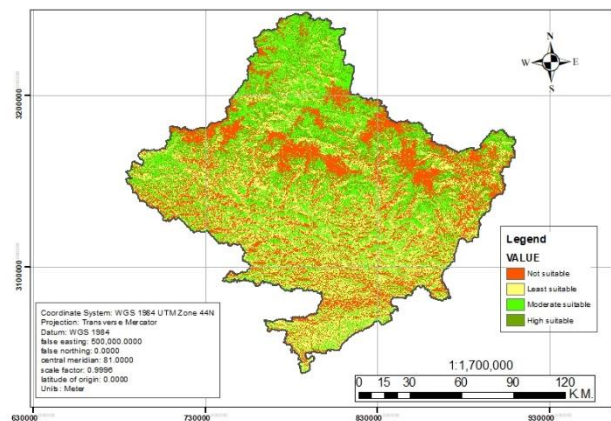 N
W E
S
3200000
3100000
Legend
VALUE
Not suitable
Least suitable
Moderate suitable
High suitable
Coordinate System: WGS 1984 UTM Zone 44N
Projection: Transverse Mercator
Datum: WGS 1984
false easting: 500,000.0000
false northing: 0.0000
central meridian: 81.0000
scale factor: 0.9996
latitude of origin: 0.0000
Units: Meter
1:1,700,000
0 15 30 60 90 120
K.M.
630000 730000 830000 930000